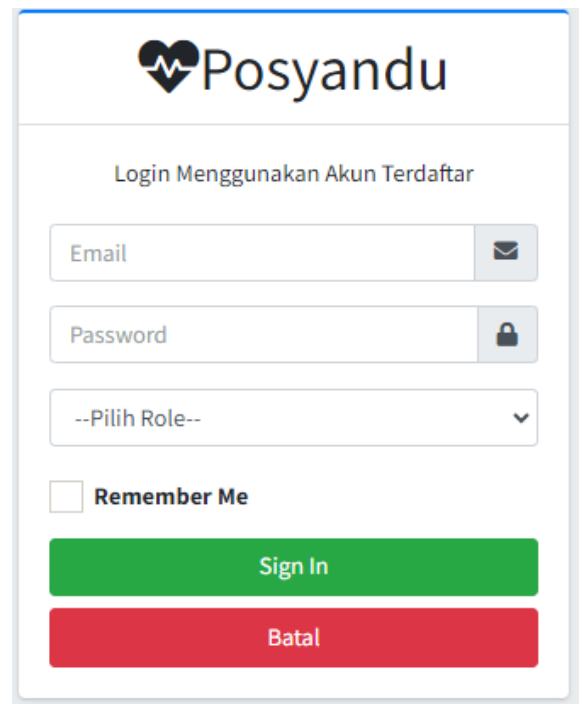 Posyandu
Login Menggunakan Akun Terdaftar
Email
Password
--Pilih Role--
Remember Me
Sign In
Batal